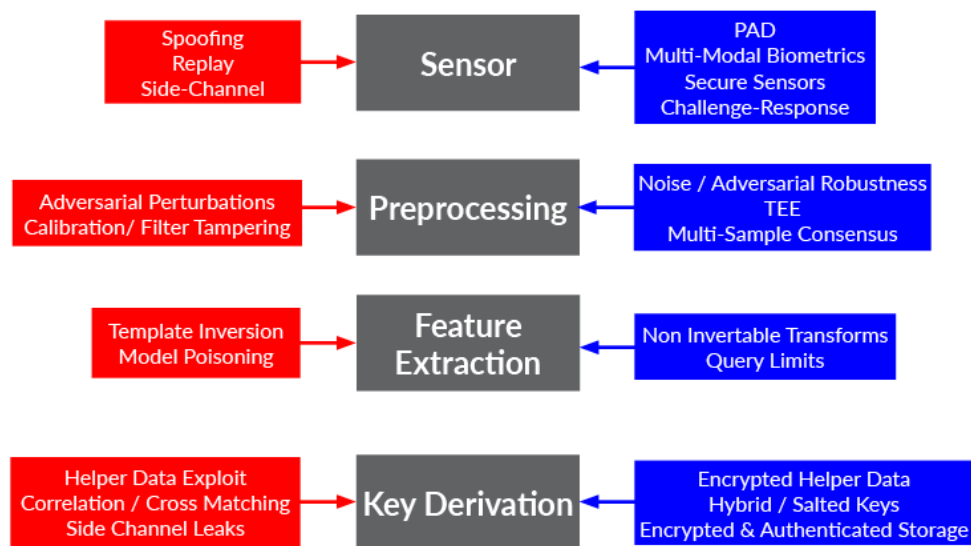 Spoofing
Replay
Side-Channel
Sensor
PAD
Multi-Modal Biometrics
Secure Sensors
Challenge-Response
Adversarial Perturbations
Calibration/ Filter Tampering
Preprocessing
Noise / Adversarial Robustness
TEE
Multi-Sample Consensus
Template Inversion
Model Poisoning
Feature
Extraction
Non Invertable Transforms
Query Limits
Helper Data Exploit
Correlation / Cross Matching
Side Channel Leaks
Key Derivation
Encrypted Helper Data
Hybrid / Salted Keys
Encrypted & Authenticated Storage